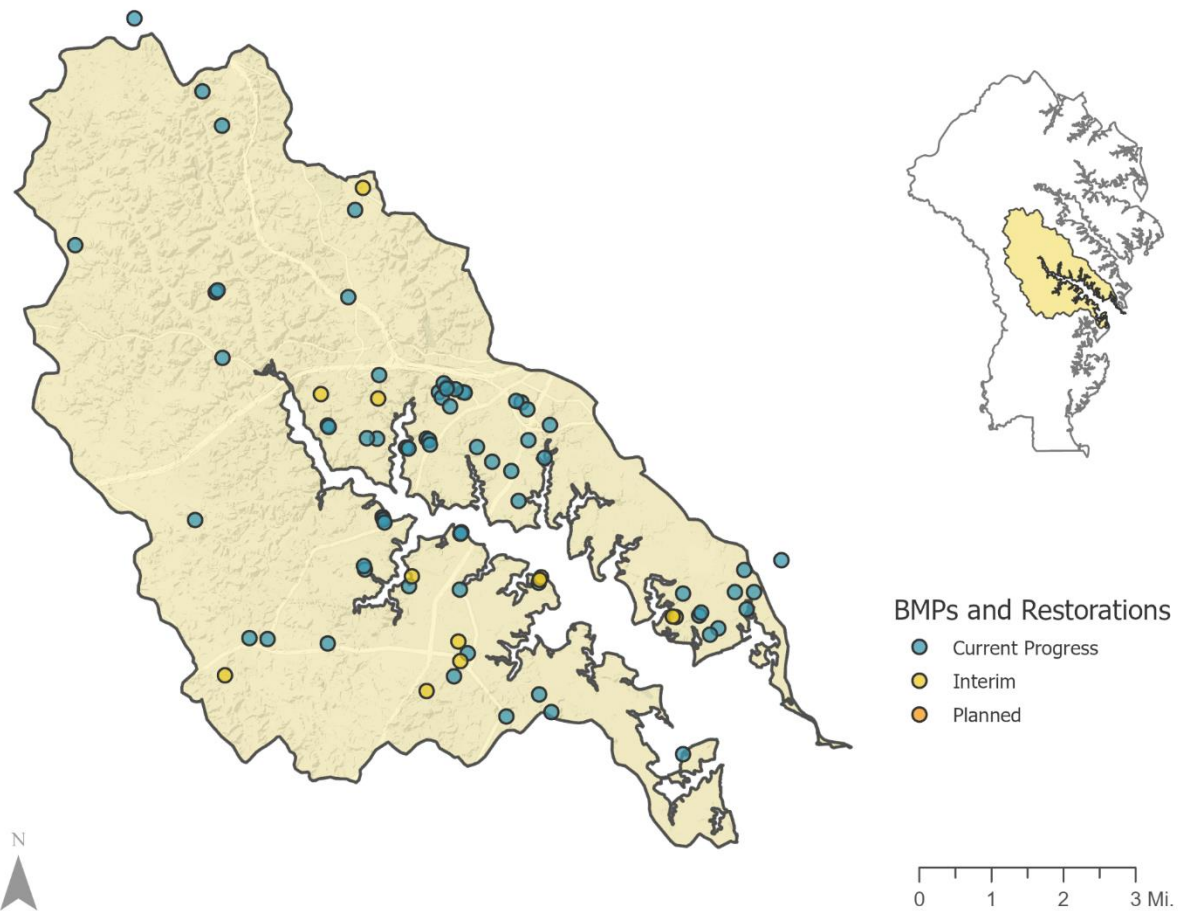 BMPs and Restorations
Current Progress
Interim
Planned
N
0 1 2 3 Mi.